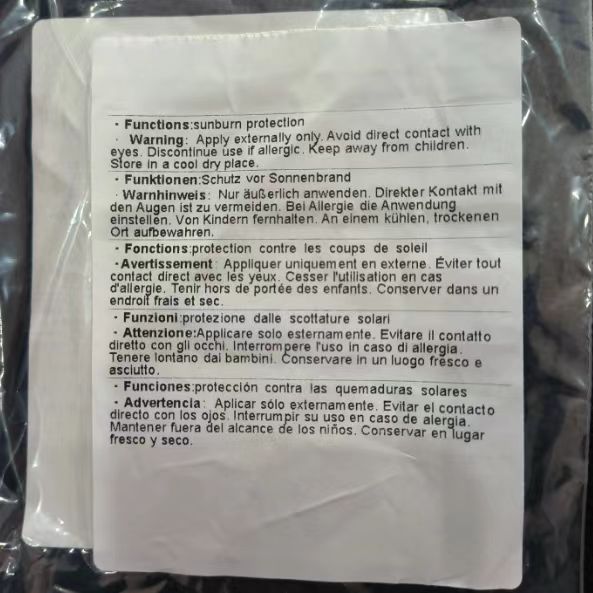 · Functions:sunburn protection
· Warning: Apply externally only. Avoid direct contact with
eyes. Discontinue use if allergic. Keep away from children.
Store in a cool dry place.
· Funktionen:Schutz vor Sonnenbrand
· Warnhinweis: Nur äußerlich anwenden. Direkter Kontakt mit
den Augen ist zu vermeiden. Bei Allergie die Anwendung
einstellen. Von Kindern fernhalten. An einem kühlen, trockenen
Ort aufbewahren.
· Fonctions:protection contre les coups de soleil
· Avertissement: Appliquer uniquement en externe. Éviter tout
contact direct avec les yeux. Cesser l'utilisation en cas
d'allergie. Tenir hors de portée des enfants. Conserver dans un
endroit frais et sec.
· Funzioni:protezione dalle scottature solari
· Attenzione:Applicare solo esternamente. Evitare il contatto
diretto con gli occhi. Interrompere l'uso in caso di allergia.
Tenere lontano dai bambini. Conservare in un luogo fresco e
asciutto.
· Funciones:protección contra las quemaduras solares
· Advertencia: Aplicar sólo externamente. Evitar el contacto
directo con los ojos. Interrumpir su uso en caso de alergia.
Mantener fuera del alcance de los niños. Conservar en lugar
fresco y seco.